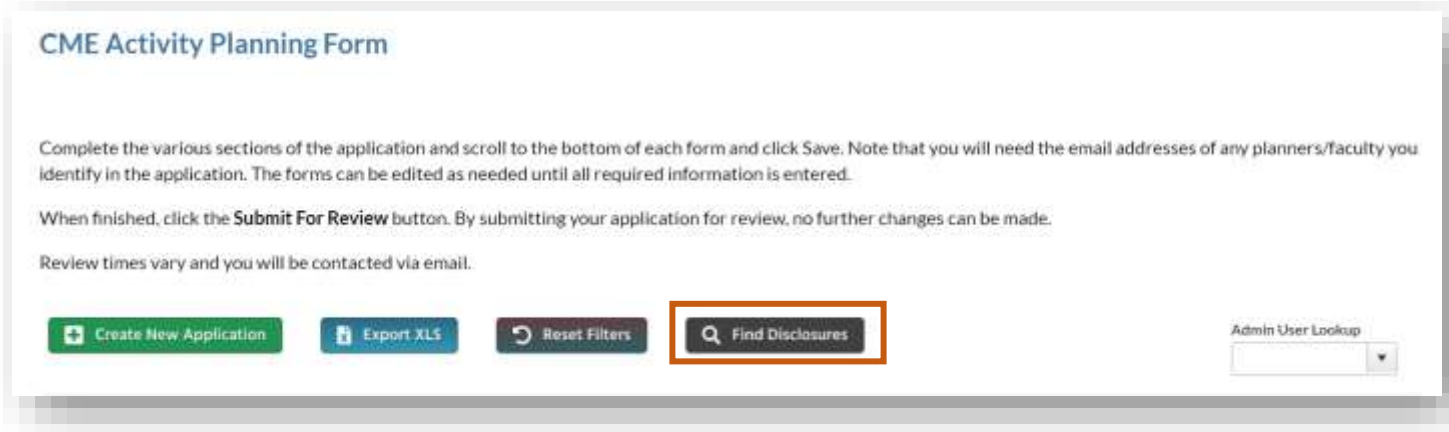 CME Activity Planning Form
Complete the various sections of the application and scroll to the bottom of each form and click Save. Note that you will need the email addresses of any planners/faculty you
identify in the application. The forms can be edited as needed until all required information is entered.
When finished, click the Submit For Review button. By submitting your application for review, no further changes can be made.
Review times vary and you will be contacted via email.
Create New Application Export XLS Reset Filters Find Disclosures
Admin User Lookup